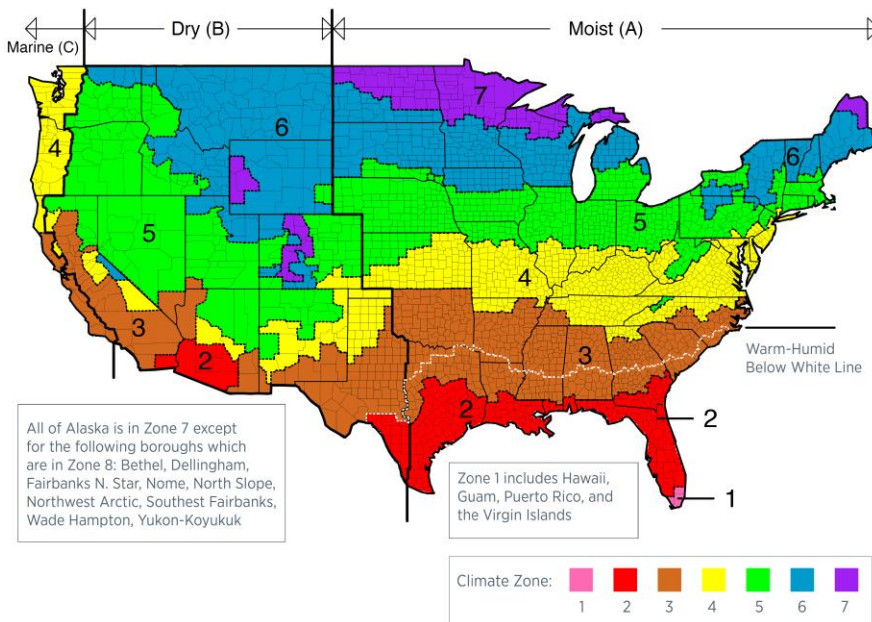 Marine (C)
Dry (B)
Moist (A)
7
6
4
6
5
5
4
3
3
2
2
2
1
Warm-Humid
Below White Line
All of Alaska is in Zone 7 except
for the following boroughs which
are in Zone 8: Bethel, Dellingham,
Fairbanks N. Star, Nome, North Slope,
Northwest Arctic, Southest Fairbanks,
Wade Hampton, Yukon-Koyukuk
Zone 1 includes Hawaii,
Guam, Puerto Rico, and
the Virgin Islands
Climate Zone:
1 2 3 4 5 6 7